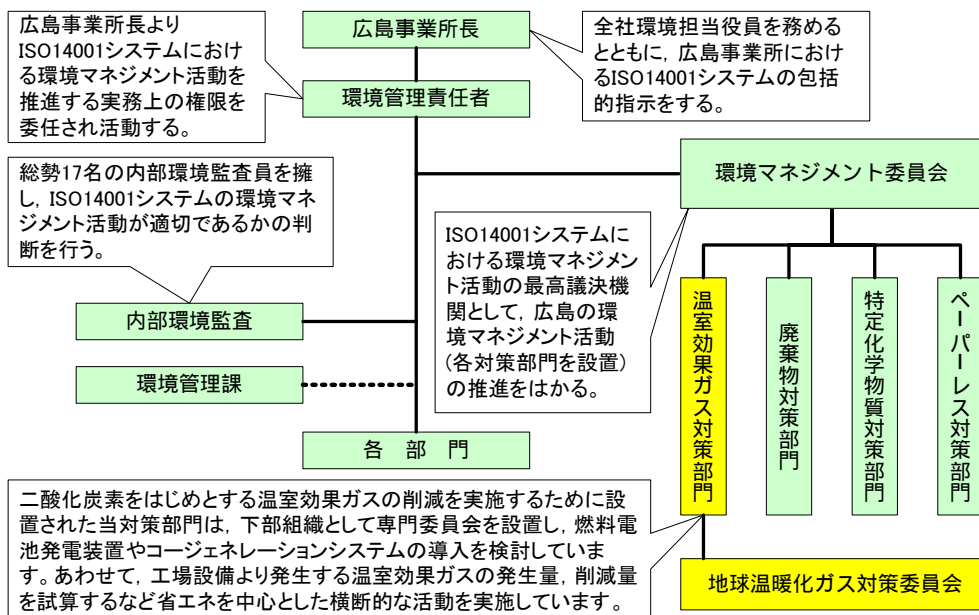 広島事業所長より
ISO14001システムにおけ
る環境マネジメント活動を
推進する実務上の権限を
委任され活動する。
広島事業所長
全社環境担当役員を務める
とともに，広島事業所におけ
るISO14001システムの包括
的指示をする。
環境管理責任者
総勢17名の内部環境監査員を擁
し，ISO14001システムの環境マネ
ジメント活動が適切であるかの判
断を行う。
環境マネジメント委員会
ISO14001システムに
おける環境マネジメン
ト活動の最高議決機
関として，広島の環
境マネジメント活動
(各対策部門を設置)
の推進をはかる。
内部環境監査
環境管理課
各　部　門
温室効果ガス対策部門
廃棄物対策部門
特定化学物質対策部門
ペーパーレス対策部門
二酸化炭素をはじめとする温室効果ガスの削減を実施するために設
置された当対策部門は，下部組織として専門委員会を設置し，燃料電
池発電装置やコージェネレーションシステムの導入を検討していま
す。あわせて，工場設備より発生する温室効果ガスの発生量，削減量
を試算するなど省エネを中心とした横断的な活動を実施しています。
地球温暖化ガス対策委員会